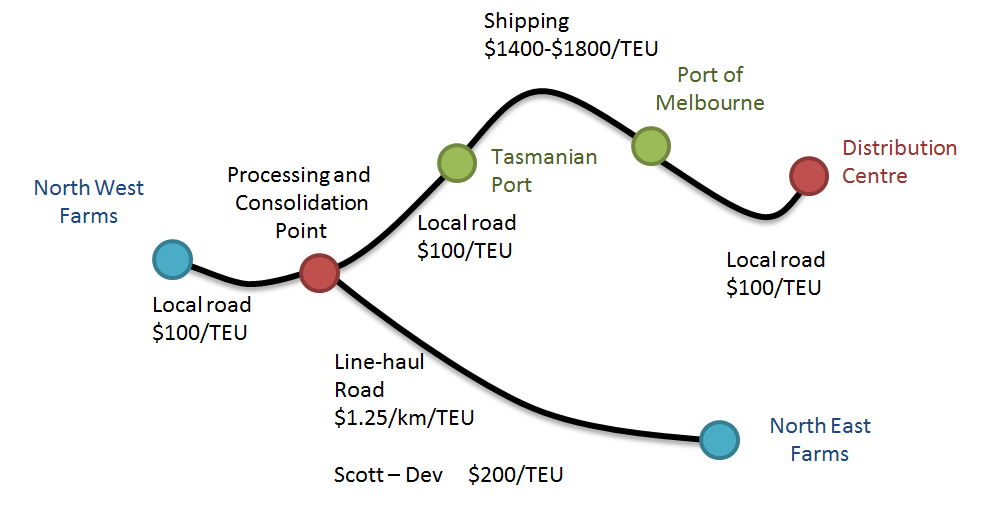 Shipping
$1400-$1800/TEU
Port of
Melbourne
Distribution
Centre
Tasmanian
Port
Processing and
Consolidation
Point
North West
Farms
Local road
$100/TEU
Local road
$100/TEU
Local road
$100/TEU
Line-haul
Road
$1.25/km/TEU
North East
Farms
Scott – Dev $200/TEU